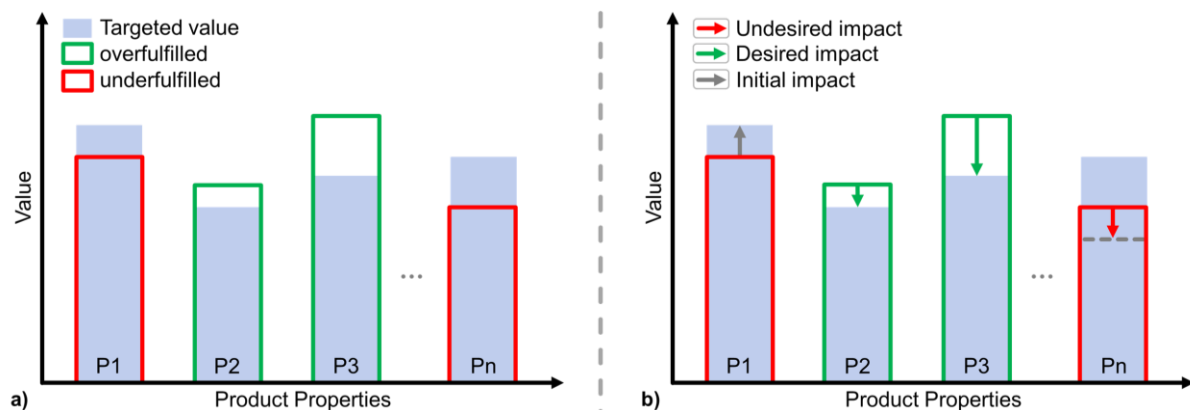 Targeted value
overfulfilled
underfulfilled
Value
...
P1
P2
P3
Pn
a)
Product Properties
Undesired impact
Desired impact
Initial impact
Value
...
P1
P2
P3
Pn
b)
Product Properties